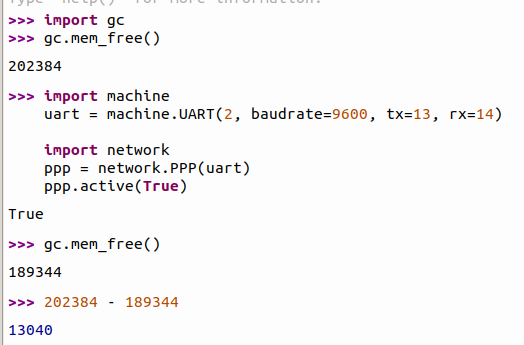 Type "help()" for more information.
>>> import gc
>>> gc.mem_free()
202384
>>> import machine
uart = machine.UART(2, baudrate=9600, tx=13, rx=14)
import network
ppp = network.PPP(uart)
ppp.active(True)
True
>>> gc.mem_free()
189344
>>> 202384 - 189344
13040